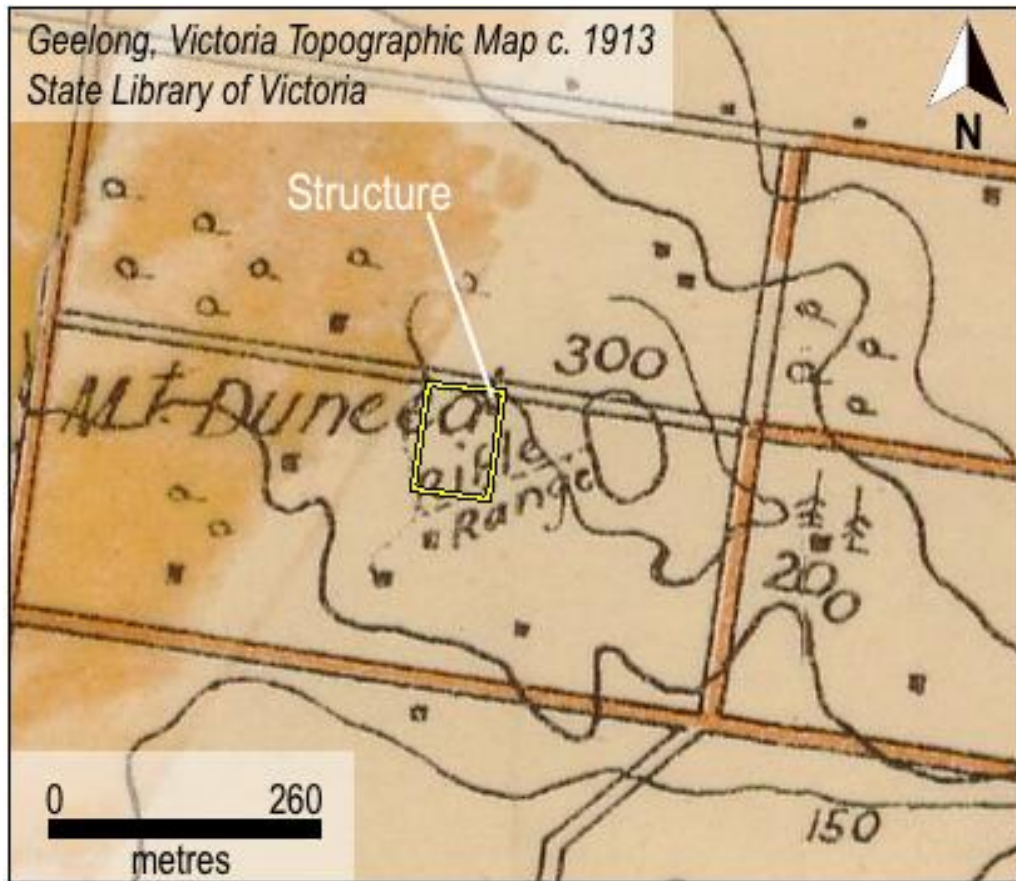 Geelong, Victoria Topographic Map c. 1913
State Library of Victoria
N
Structure
300
Mt. Duneed
Rifle
Range
200
0 260
metres
150